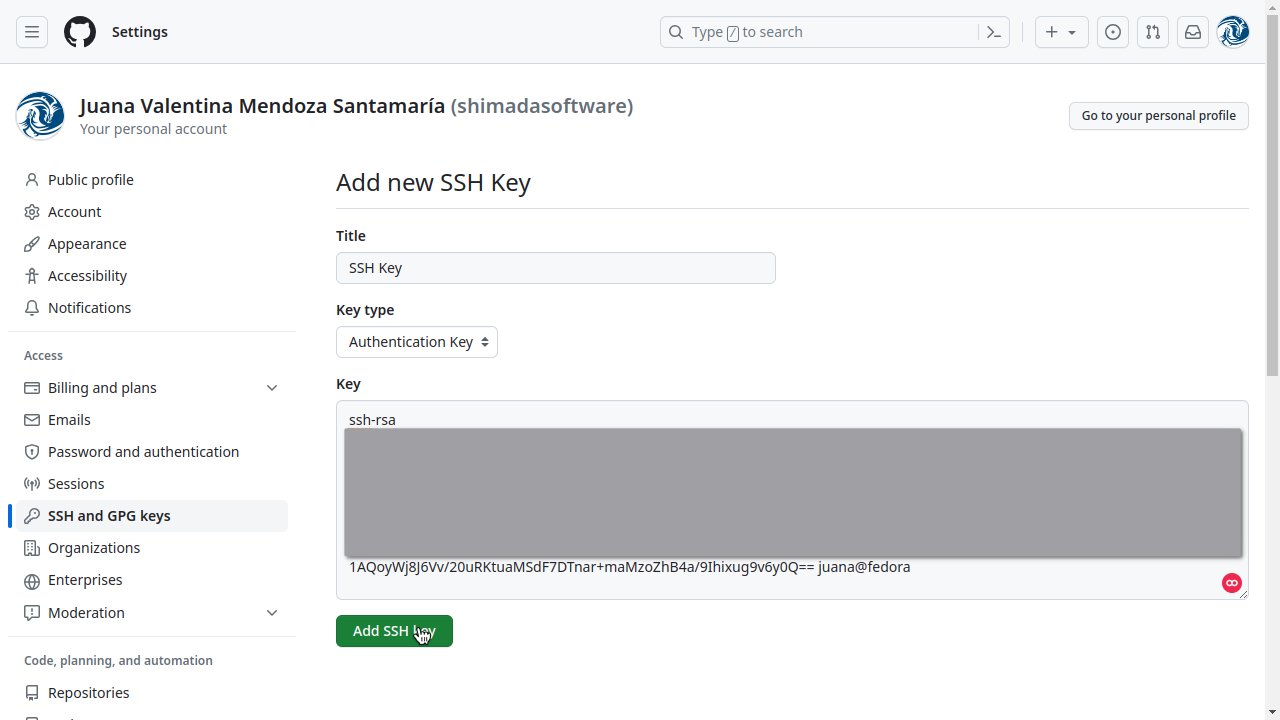 Settings
Type / to search
Juana Valentina Mendoza Santamaría (shimadasoftware)
Your personal account
Go to your personal profile
Public profile
Account
Appearance
Accessibility
Notifications
Access
Billing and plans
Emails
Password and authentication
Sessions
SSH and GPG keys
Organizations
Enterprises
Moderation
Code, planning, and automation
Repositories
Add new SSH Key
Title
SSH Key
Key type
Authentication Key
Key
ssh-rsa
1AQoyWj8J6Vv/20uRKtuaMSdF7DTnar+maMzoZhB4a/9Ihixug9v6y0Q== juana@fedora
Add SSH key